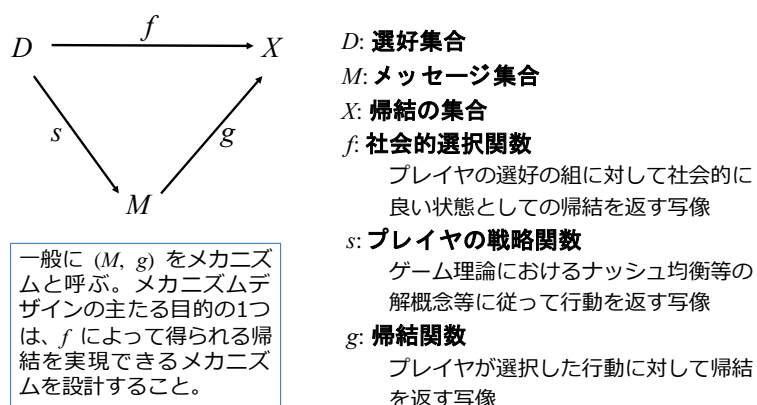 f
D
X
s
g
M
一般に (M, g) をメカニズ
ムと呼ぶ。メカニズムデ
ザインの主たる目的の1つ
は、f によって得られる帰
結を実現できるメカニズ
ムを設計すること。
D: 選好集合
M: メッセージ集合
X: 帰結の集合
f: 社会的選択関数
プレイヤの選好の組に対して社会的に
良い状態としての帰結を返す写像
s: プレイヤの戦略関数
ゲーム理論におけるナッシュ均衡等の
解概念等に従って行動を返す写像
g: 帰結関数
プレイヤが選択した行動に対して帰結
を返す写像